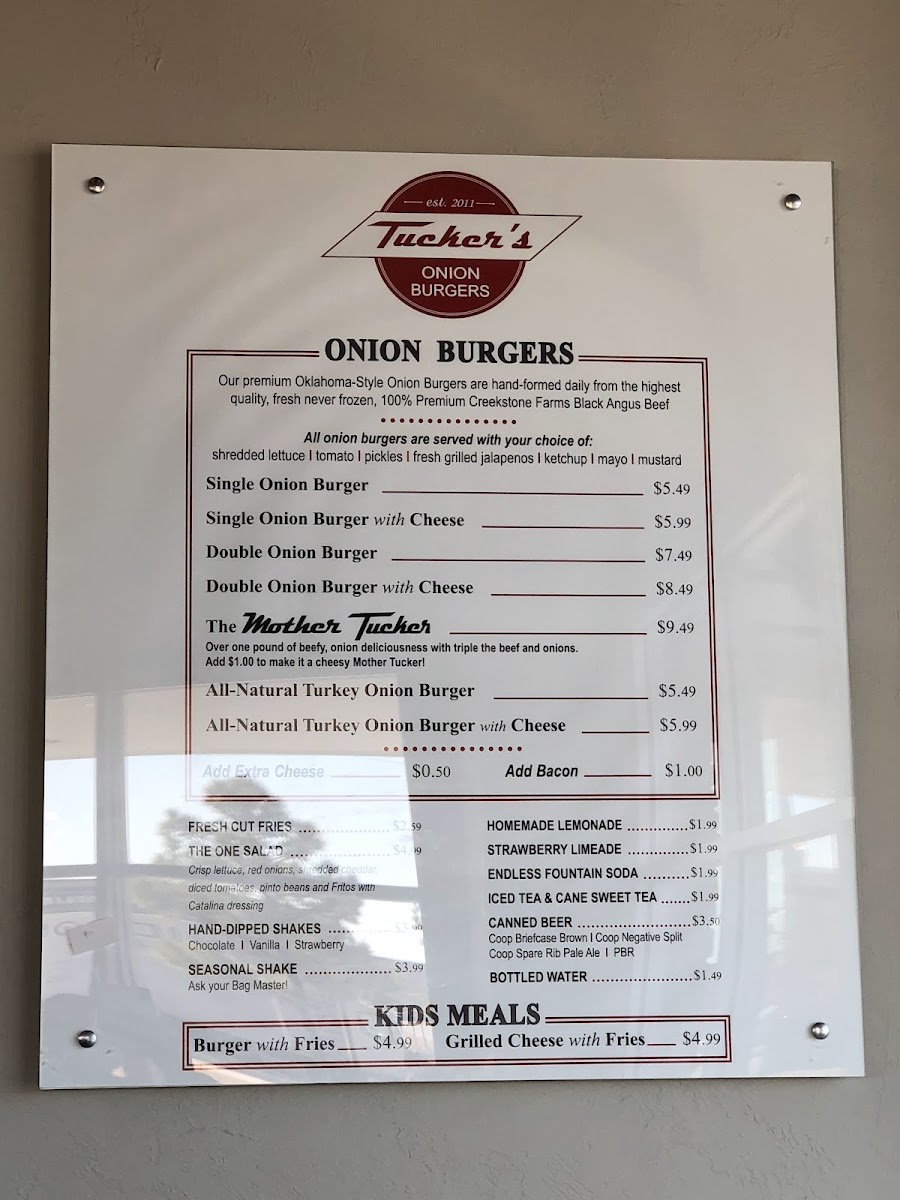 est. 2011
Tucker's
ONION
BURGERS
ONION BURGERS
Our premium Oklahoma-Style Onion Burgers are hand-formed daily from the highest
quality, fresh never frozen, 100% Premium Creekstone Farms Black Angus Beef
All onion burgers are served with your choice of:
shredded lettuce I tomato I pickles I fresh grilled jalapenos I ketchup I mayo I mustard
Single Onion Burger $5.49
Single Onion Burger with Cheese $5.99
Double Onion Burger $7.49
Double Onion Burger with Cheese $8.49
The Mother Tucker $9.49
Over one pound of beefy, onion deliciousness with triple the beef and onions.
Add $1.00 to make it a cheesy Mother Tucker!
All-Natural Turkey Onion Burger $5.49
All-Natural Turkey Onion Burger with Cheese $5.99
Add Extra Cheese $0.50 Add Bacon $1.00
FRESH CUT FRIES .................... $2.59
THE ONE SALAD ...................... $4.99
Crisp lettuce, red onions, shredded cheddar,
diced tomatoes, pinto beans and Fritos with
Catalina dressing
HAND-DIPPED SHAKES ..............
Chocolate I Vanilla I Strawberry
SEASONAL SHAKE ................... $3.99
Ask your Bag Master!
HOMEMADE LEMONADE .............$1.99
STRAWBERRY LIMEADE .............$1.99
ENDLESS FOUNTAIN SODA ..........$1.99
ICED TEA & CANE SWEET TEA ......$1.99
CANNED BEER .........................$3.50
Coop Briefcase Brown I Coop Negative Split
Coop Spare Rib Pale Ale I PBR
BOTTLED WATER ......................$1.49
KIDS MEALS
Burger with Fries $4.99 Grilled Cheese with Fries $4.99